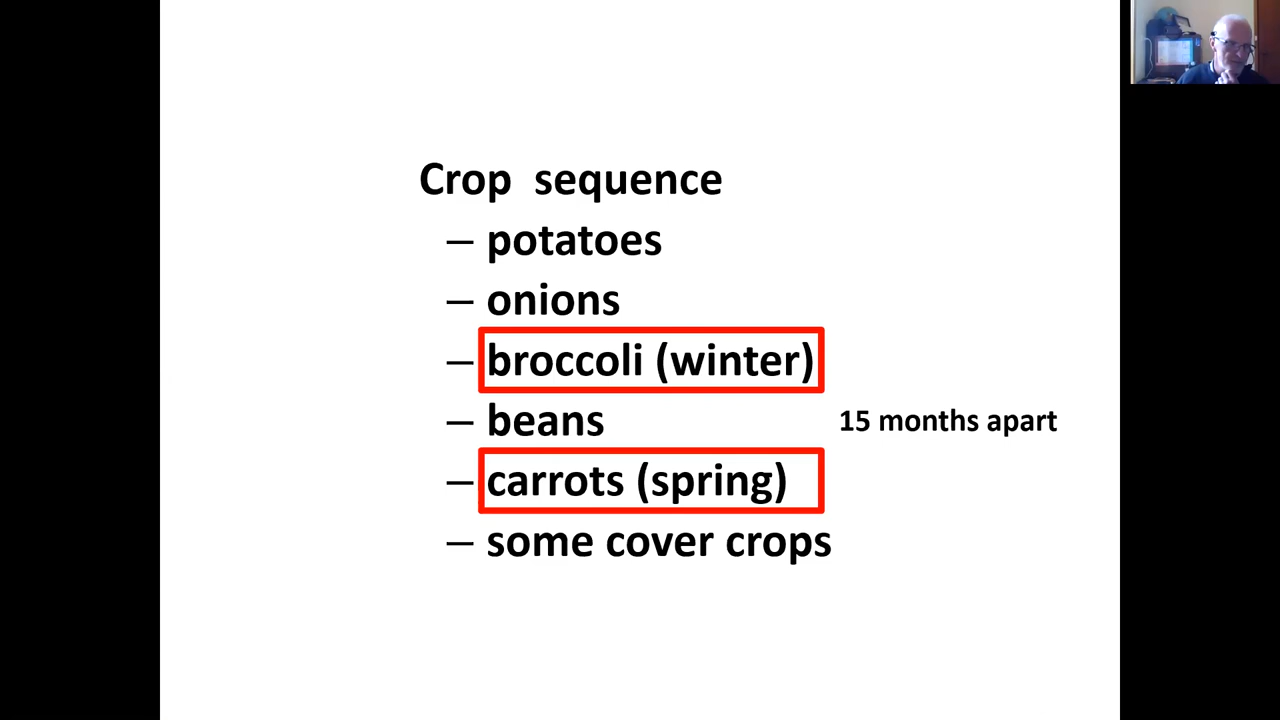 Crop sequence
– potatoes
– onions
– broccoli (winter)
– beans
15 months apart
– carrots (spring)
– some cover crops